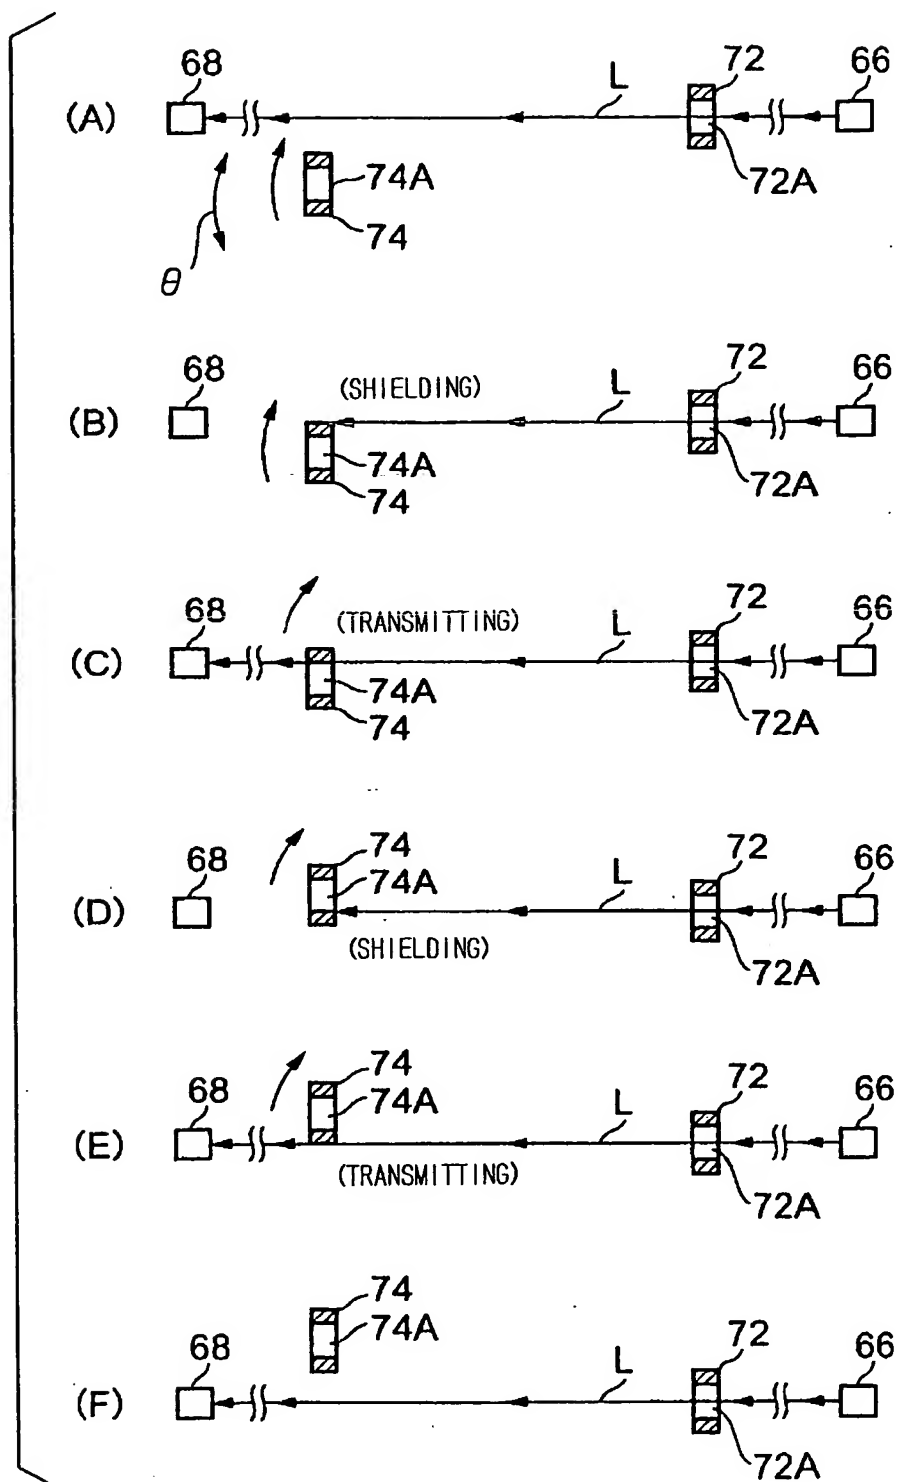 68
L
72
66
(A)
74A
72A
74
θ
68
(SHIELDING)
L
72
66
(B)
74A
72A
74
68
(TRANSMITTING)
L
72
66
(C)
74A
72A
74
68
74
74A
L
72
66
(D)
(SHIELDING)
72A
68
74
74A
L
72
66
(E)
(TRANSMITTING)
72A
74
74A
68
L
72
66
(F)
72A